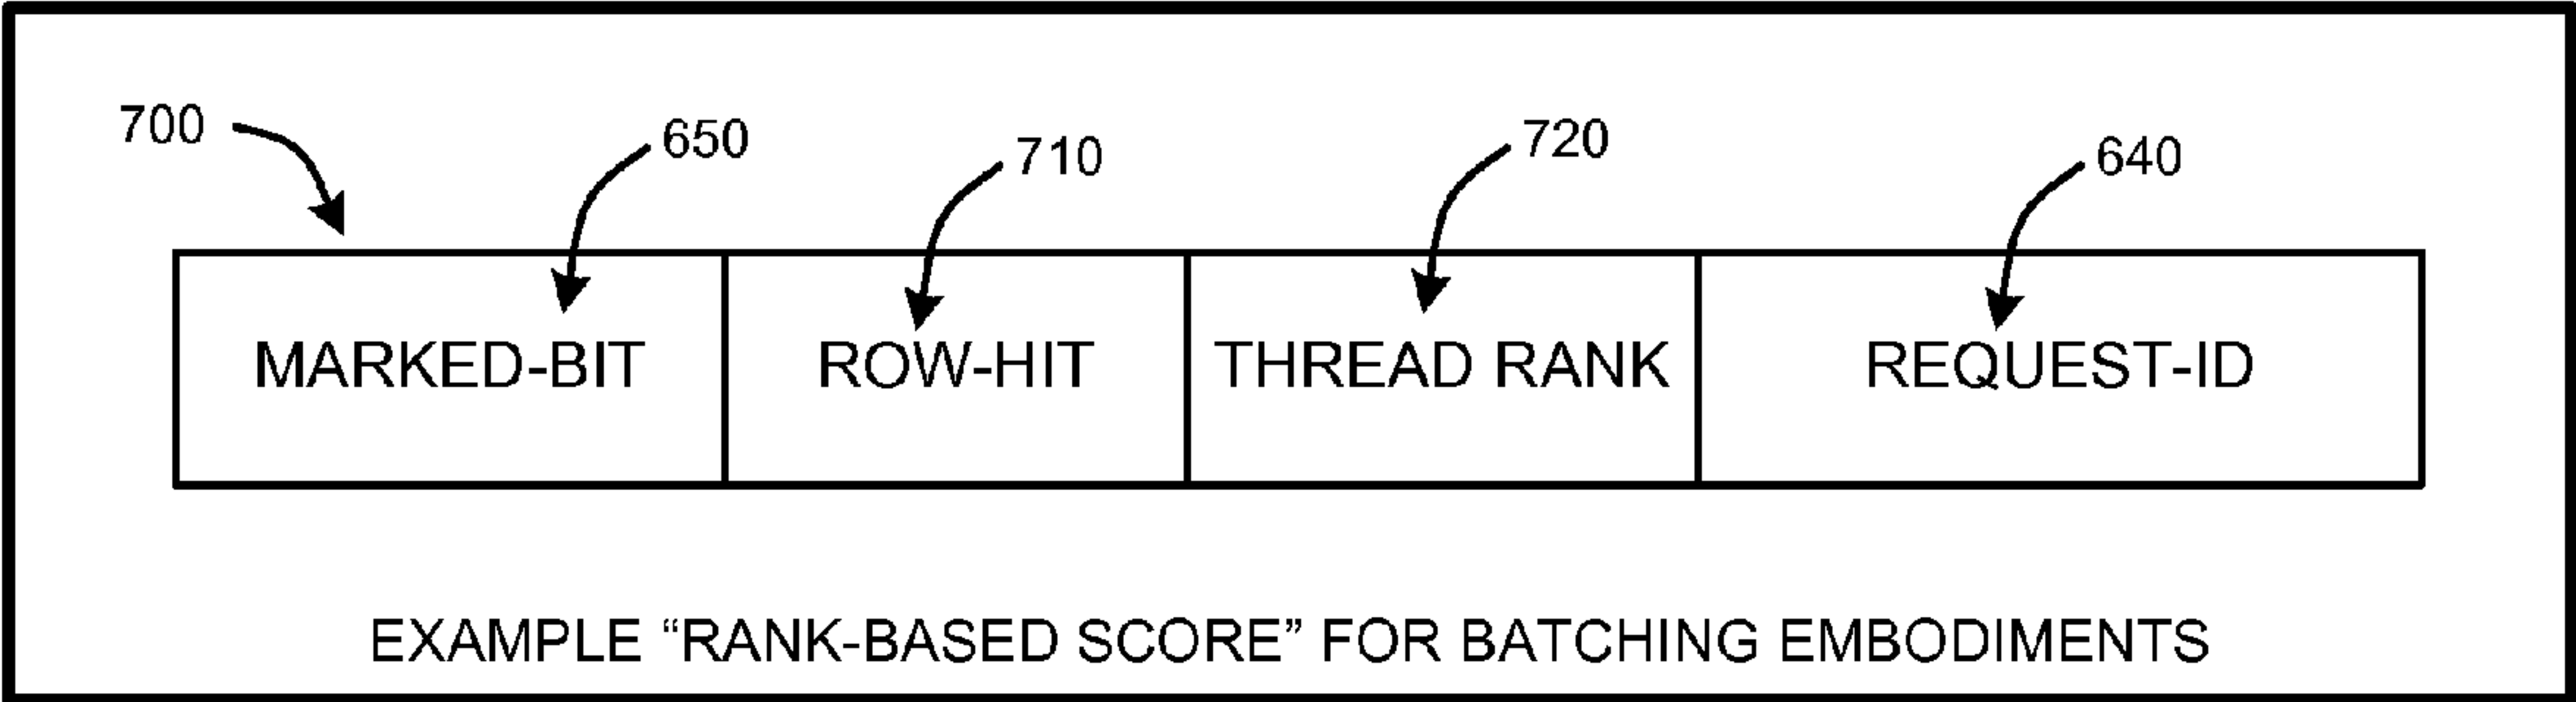 700 650 710 720 640
MARKED-BIT ROW-HIT THREAD RANK REQUEST-ID
EXAMPLE “RANK-BASED SCORE” FOR BATCHING EMBODIMENTS